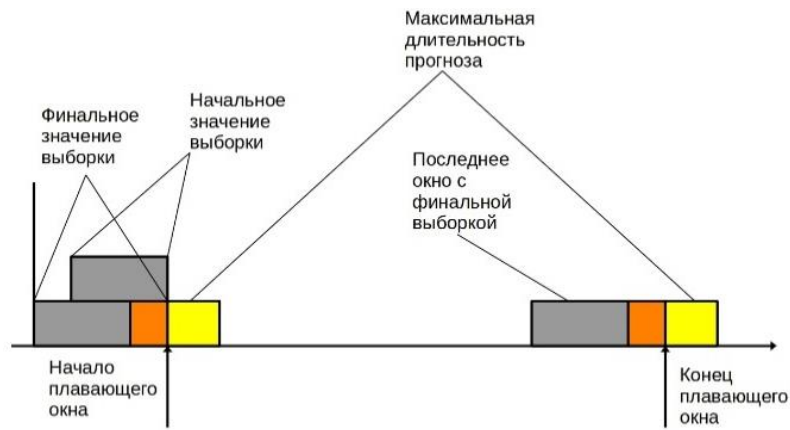 Максимальная
длительность
прогноза
Финальное
значение
выборки
Начальное
значение
выборки
Последнее
окно с
финальной
выборкой
Начало
плавающего
окна
Конец
плавающего
окна